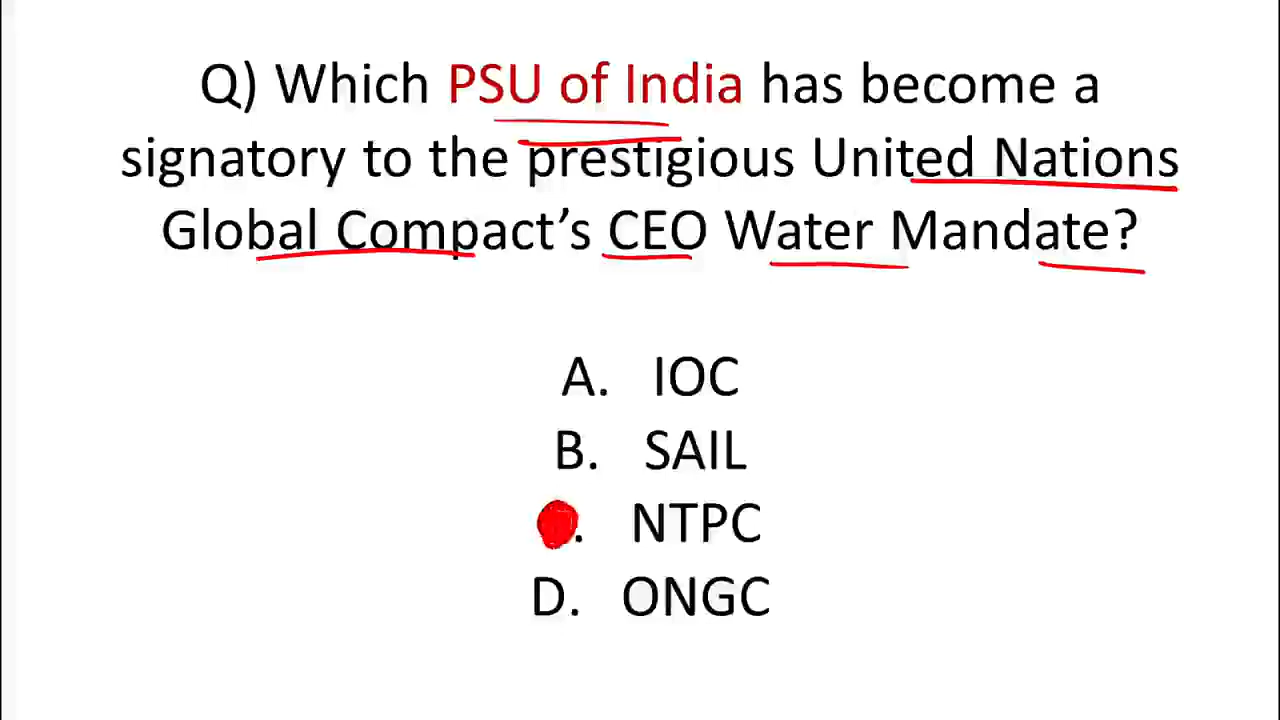 Q) Which PSU of India has become a
signatory to the prestigious United Nations
Global Compact’s CEO Water Mandate?
A. IOC
B. SAIL
. NTPC
D. ONGC